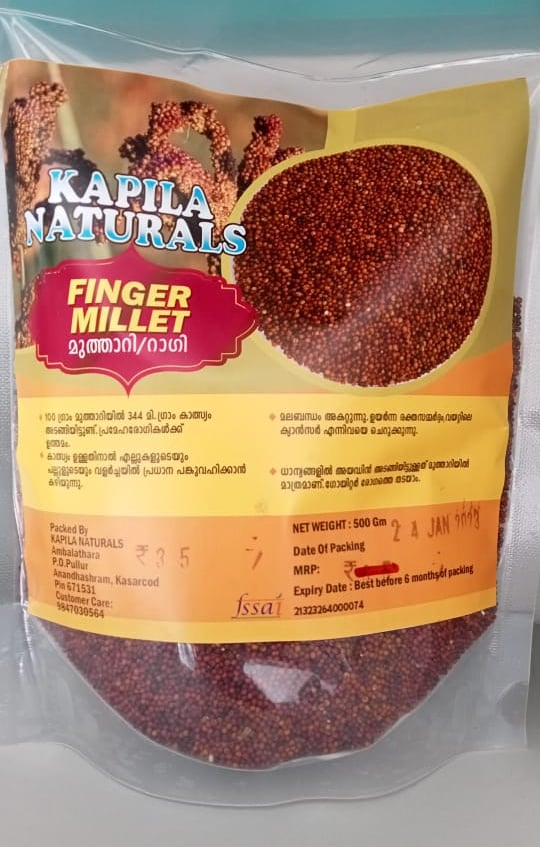 KAPILA
NATURALS
FINGER
MILLET
മുത്താറി/റാഗി
100 ഗ്രാം മുത്താറിയിൽ 344 മി.ഗ്രാം കാത്സ്യം
അടങ്ങിയിട്ടുണ്ട്. പ്രമേഹരോഗികൾക്ക്
ഉത്തമം.
കാത്സ്യം ഉള്ളതിനാൽ എല്ലുകളുടെയും
പല്ലുളുടെയും വളർച്ചയിൽ പ്രധാന പങ്കുവഹിക്കാൻ
കഴിയുന്നു.
മലബന്ധം അകറ്റുന്നു. ഉയർന്ന രക്തസമ്മർദ്ദം, വയറ്റിലെ
ക്യാൻസർ എന്നിവയെ ചെറുക്കുന്നു.
ധാന്യങ്ങളിൽ അയഡിൻ അടങ്ങിയിട്ടുള്ളത് മുത്താറിയിൽ
മാത്രമാണ്. ഗോയിറ്റർ രോഗത്തെ തടയാം.
Packed By
KAPILA NATURALS
Ambalathara
P.O.Pullur
Anandhashram, Kasarcod
Pin 671531
Customer Care:
9847030564
₹35
fssai
NET WEIGHT : 500 Gm
Date Of Packing
24 JAN
MRP: ₹
Expiry Date : Best before 6 months of packing
21323264000074